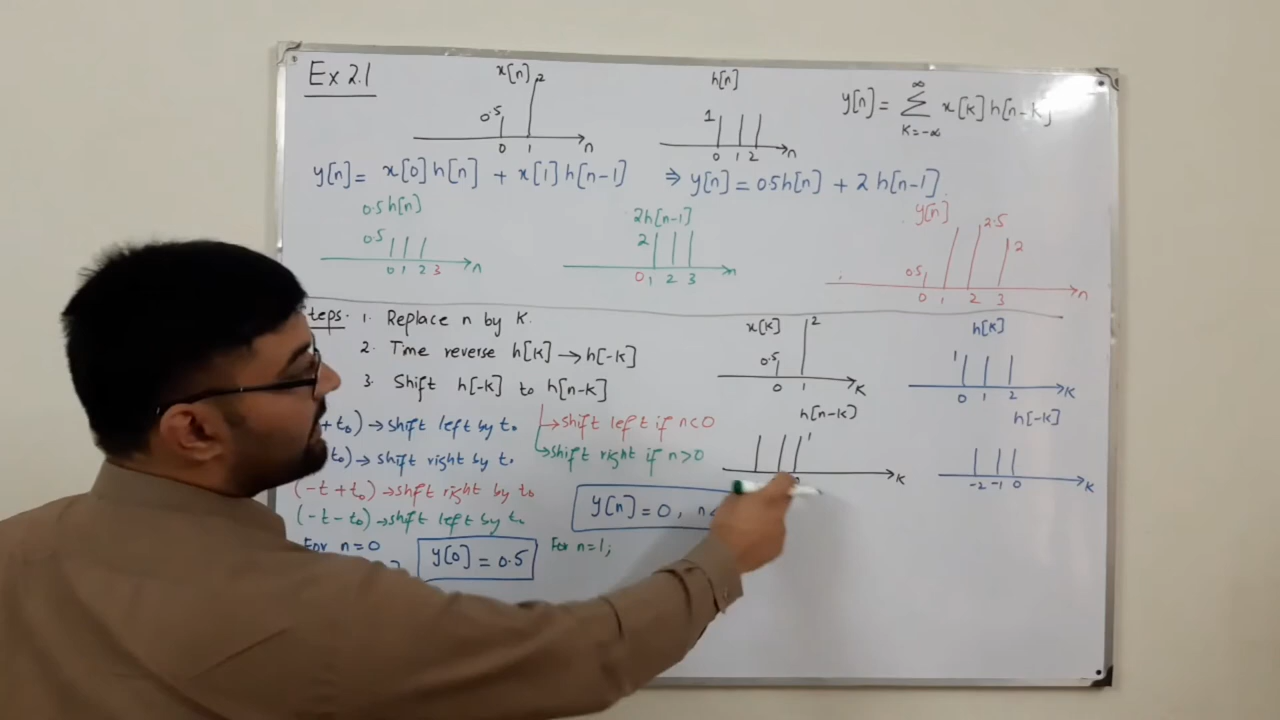 Ex 2.1
x[n] 2
0.5
0 1 n
h[n]
1
0 1 2 n
y[n] = ∞ Σ K=-∞ x[k] h[n-k]
y[n] = x[0] h[n] + x[1] h[n-1] ⇒ y[n] = 0.5h[n] + 2 h[n-1]
0.5 h[n]
0.5
0 1 2 3 n
2h[n-1]
2
0 1 2 3 n
y[n]
2.5
2
0.5
0 1 2 3 n
teps. 1. Replace n by K.
2. Time reverse h[k] → h[-k]
3. Shift h[-k] to h[n-k]
→ shift left if n<0
→ shift right if n>0
+ t₀) → shift left by t₀
t₀) → shift right by t₀
(-t+t₀) → shift right by t₀
(-t-t₀) → shift left by t₀
x[k] 2
0.5
0 1 K
h[k]
1
0 1 2 K
h[n-k]
1
K
h[-k]
-2 -1 0 K
y[n] = 0, n<
For n=0
y[0] = 0.5
For n=1;